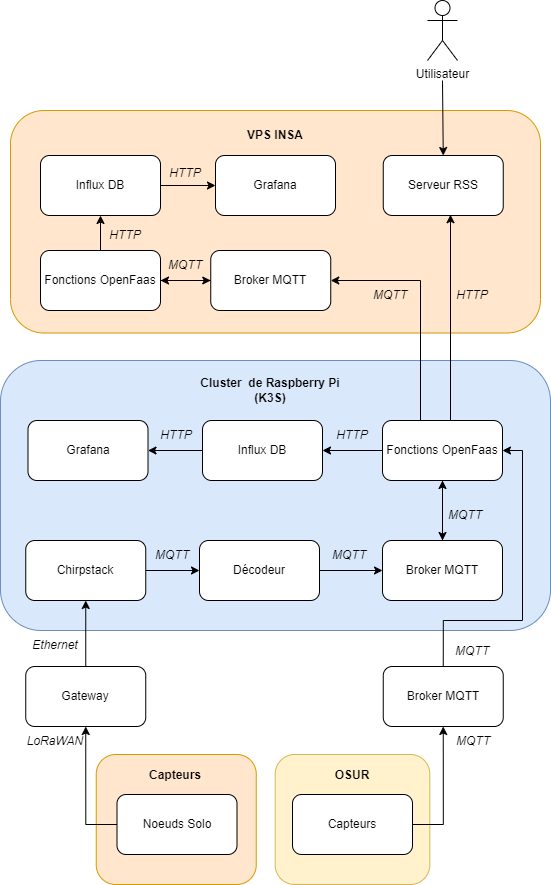 Utilisateur
VPS INSA
Influx DB
HTTP
Grafana
Serveur RSS
HTTP
Fonctions OpenFaas
MQTT
Broker MQTT
MQTT
HTTP
Cluster de Raspberry Pi
(K3S)
Grafana
HTTP
Influx DB
HTTP
Fonctions OpenFaas
MQTT
Chirpstack
MQTT
Décodeur
MQTT
Broker MQTT
Ethernet
MQTT
Gateway
Broker MQTT
LoRaWAN
MQTT
Capteurs
OSUR
Noeuds Solo
Capteurs